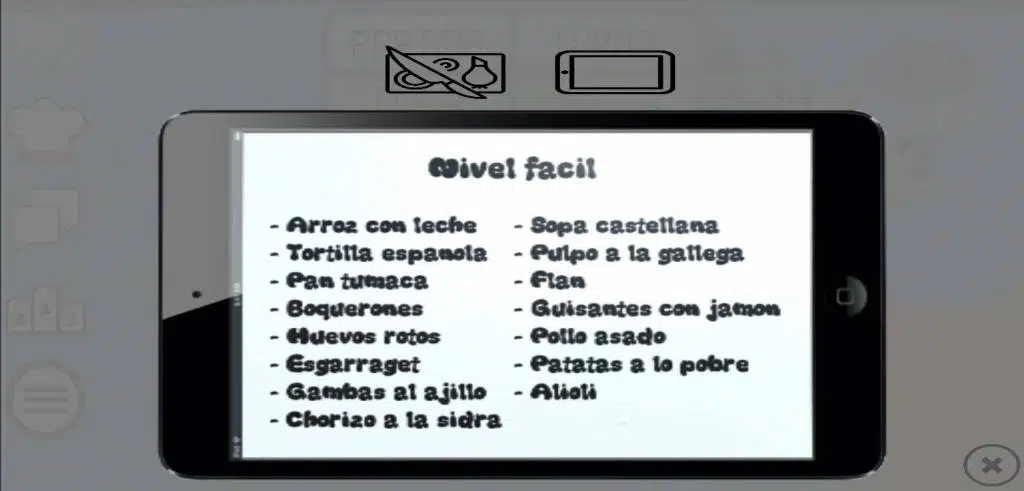 Nivel facil
- Arroz con leche
- Tortilla espanola
- Pan tumaca
- Boquerones
- Huevos rotos
- Esgarraget
- Gambas al ajillo
- Chorizo a la sidra
- Sopa castellana
- Pulpo a la gallega
- Flan
- Guisantes con jamon
- Pollo asado
- Patatas a lo pobre
- Alioli